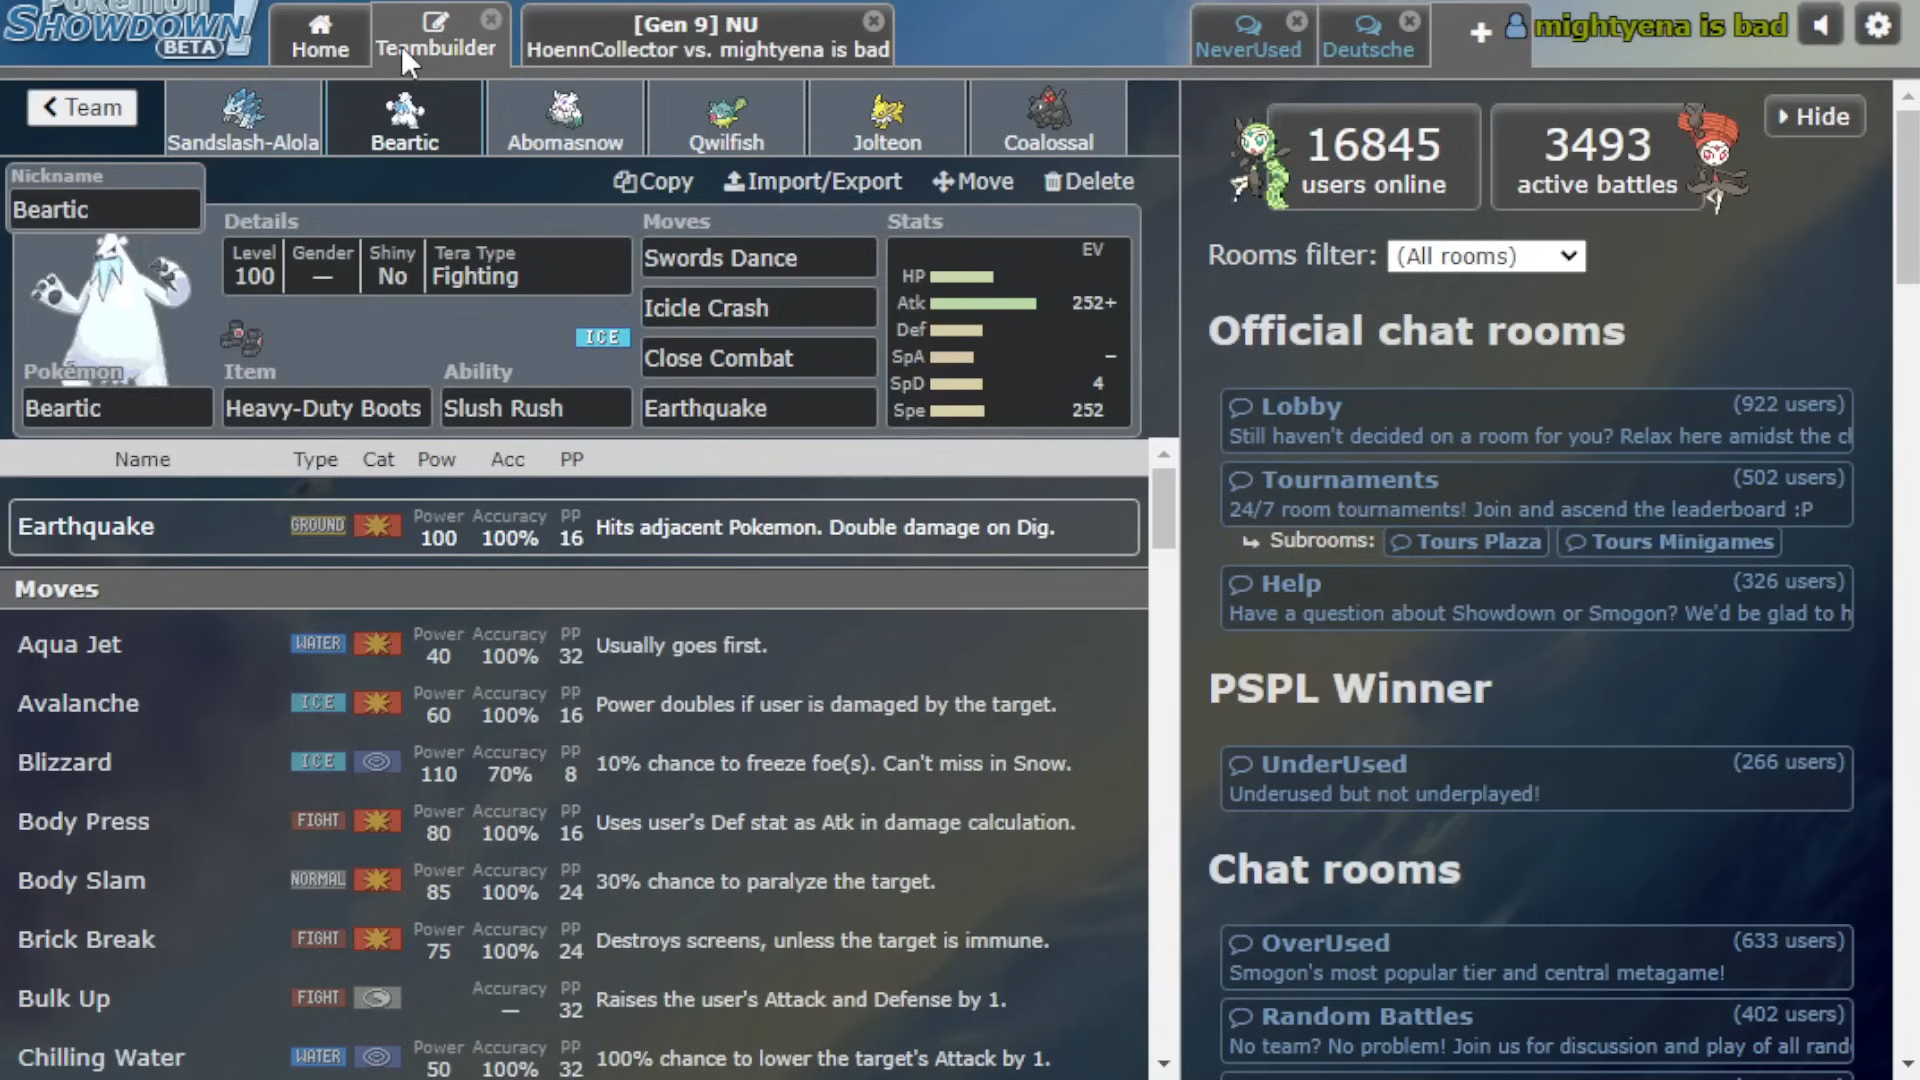 Pokémon
SHOWDOWN!
BETA
Home
Teambuilder
[Gen 9] NU
HoennCollector vs. mightyena is bad
NeverUsed
Deutsche
mightyena is bad
Team
Sandslash-Alola
Beartic
Abomasnow
Qwilfish
Jolteon
Coalossal
Copy
Import/Export
Move
Delete
Nickname
Beartic
Details
Level
100
Gender
—
Shiny
No
Tera Type
Fighting
ICE
Pokémon
Beartic
Item
Heavy-Duty Boots
Ability
Slush Rush
Moves
Swords Dance
Icicle Crash
Close Combat
Earthquake
Stats
EV
HP
Atk 252+
Def
SpA –
SpD 4
Spe 252
Name Type Cat Pow Acc PP
Earthquake GROUND Power 100 Accuracy 100% PP 16 Hits adjacent Pokemon. Double damage on Dig.
Moves
Aqua Jet WATER Power 40 Accuracy 100% PP 32 Usually goes first.
Avalanche ICE Power 60 Accuracy 100% PP 16 Power doubles if user is damaged by the target.
Blizzard ICE Power 110 Accuracy 70% PP 8 10% chance to freeze foe(s). Can't miss in Snow.
Body Press FIGHT Power 80 Accuracy 100% PP 16 Uses user's Def stat as Atk in damage calculation.
Body Slam NORMAL Power 85 Accuracy 100% PP 24 30% chance to paralyze the target.
Brick Break FIGHT Power 75 Accuracy 100% PP 24 Destroys screens, unless the target is immune.
Bulk Up FIGHT Accuracy — PP 32 Raises the user's Attack and Defense by 1.
Chilling Water WATER Power 50 Accuracy 100% PP 32 100% chance to lower the target's Attack by 1.
16845
users online
3493
active battles
Hide
Rooms filter: (All rooms)
Official chat rooms
Lobby (922 users)
Still haven't decided on a room for you? Relax here amidst the cl
Tournaments (502 users)
24/7 room tournaments! Join and ascend the leaderboard :P
Subrooms: Tours Plaza Tours Minigames
Help (326 users)
Have a question about Showdown or Smogon? We'd be glad to h
PSPL Winner
UnderUsed (266 users)
Underused but not underplayed!
Chat rooms
OverUsed (633 users)
Smogon's most popular tier and central metagame!
Random Battles (402 users)
No team? No problem! Join us for discussion and play of all rand